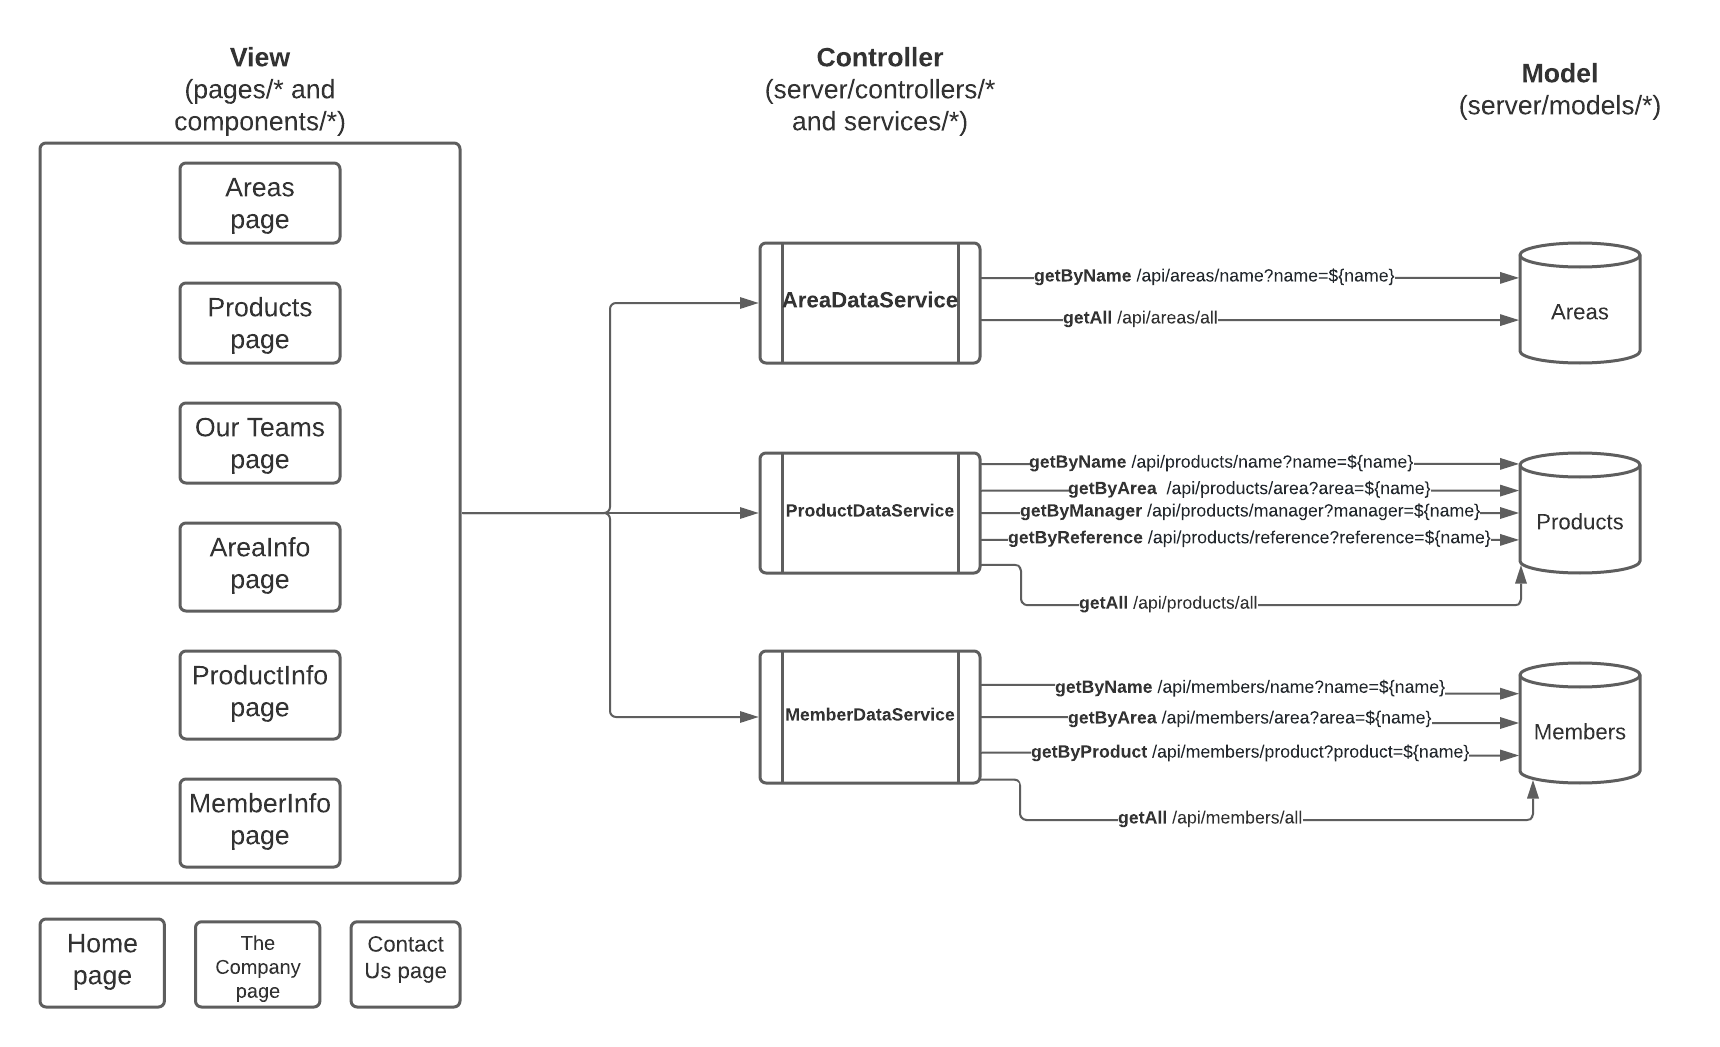 View
(pages/* and
components/*)
Areas
page
Products
page
Our Teams
page
AreaInfo
page
ProductInfo
page
MemberInfo
page
Home
page
The
Company
page
Contact
Us page
Controller
(server/controllers/*
and services/*)
AreaDataService
ProductDataService
MemberDataService
getByName /api/areas/name?name=${name}
getAll /api/areas/all
getByName /api/products/name?name=${name}
getByArea  /api/products/area?area=${name}
getByManager /api/products/manager?manager=${name}
getByReference /api/products/reference?reference=${name}
getAll /api/products/all
getByName /api/members/name?name=${name}
getByArea /api/members/area?area=${name}
getByProduct /api/members/product?product=${name}
getAll /api/members/all
Model
(server/models/*)
Areas
Products
Members